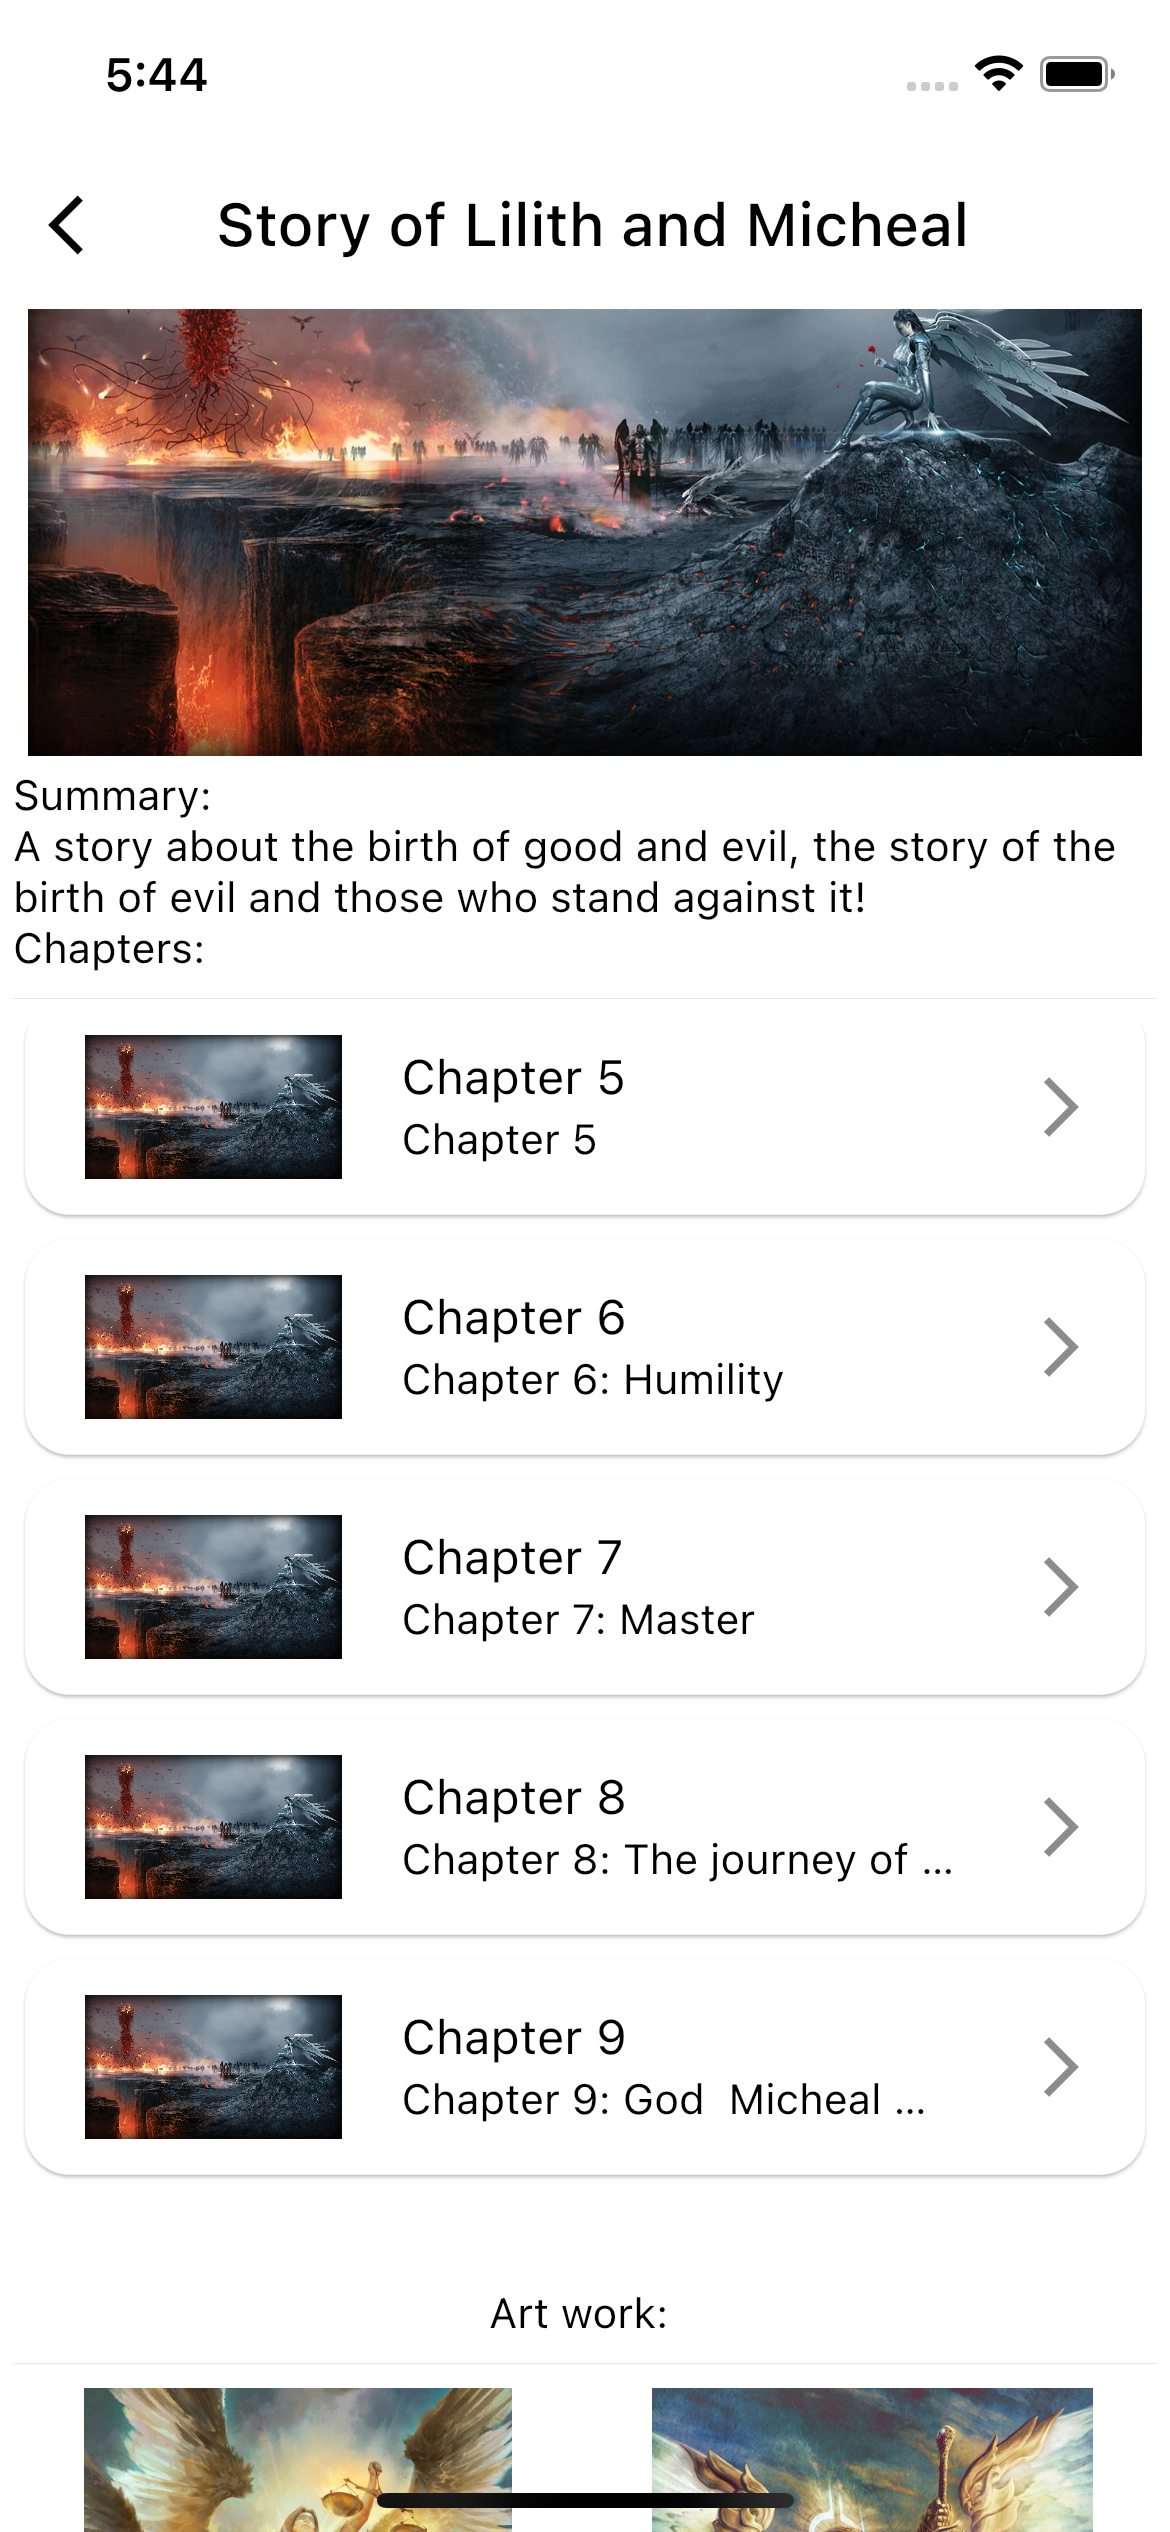 5:44
Story of Lilith and Micheal
Summary:
A story about the birth of good and evil, the story of the
birth of evil and those who stand against it!
Chapters:
Chapter 5
Chapter 5
Chapter 6
Chapter 6: Humility
Chapter 7
Chapter 7: Master
Chapter 8
Chapter 8: The journey of ...
Chapter 9
Chapter 9: God  Micheal ...
Art work: